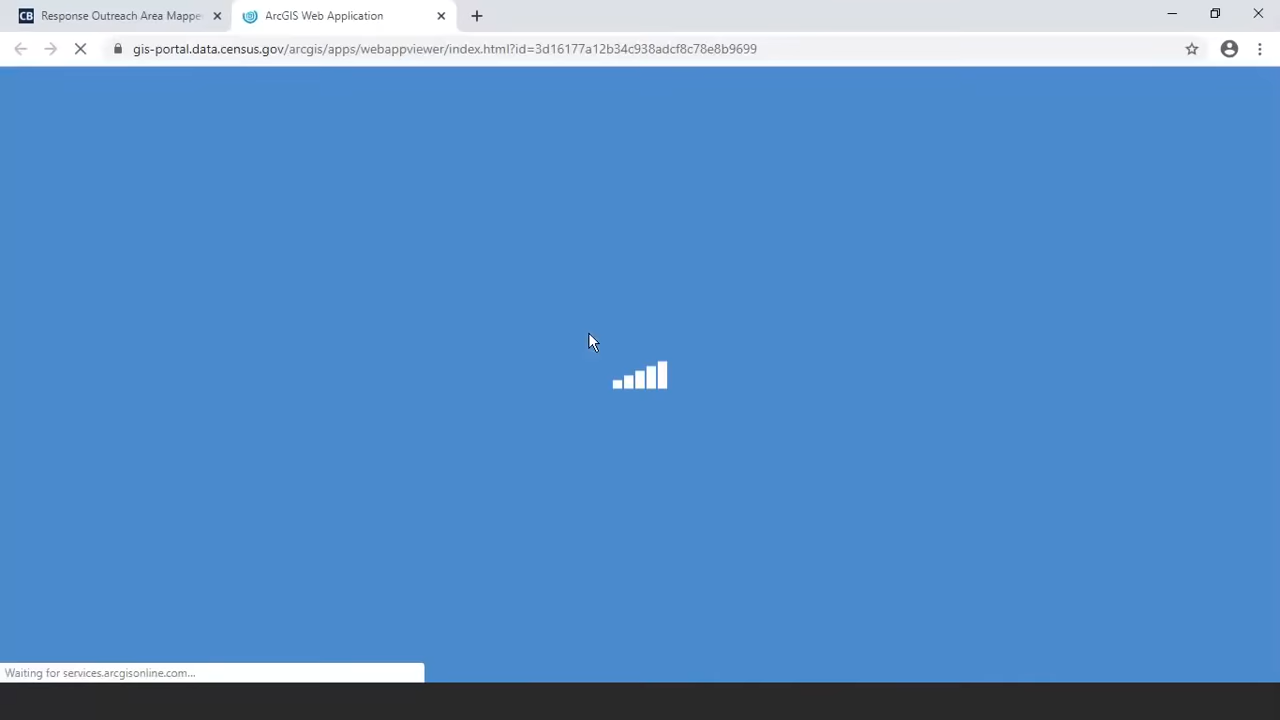 CB Response Outreach Area Mappe
ArcGIS Web Application
gis-portal.data.census.gov/arcgis/apps/webappviewer/index.html?id=3d16177a12b34c938adcf8c78e8b9699
Waiting for services.arcgisonline.com...